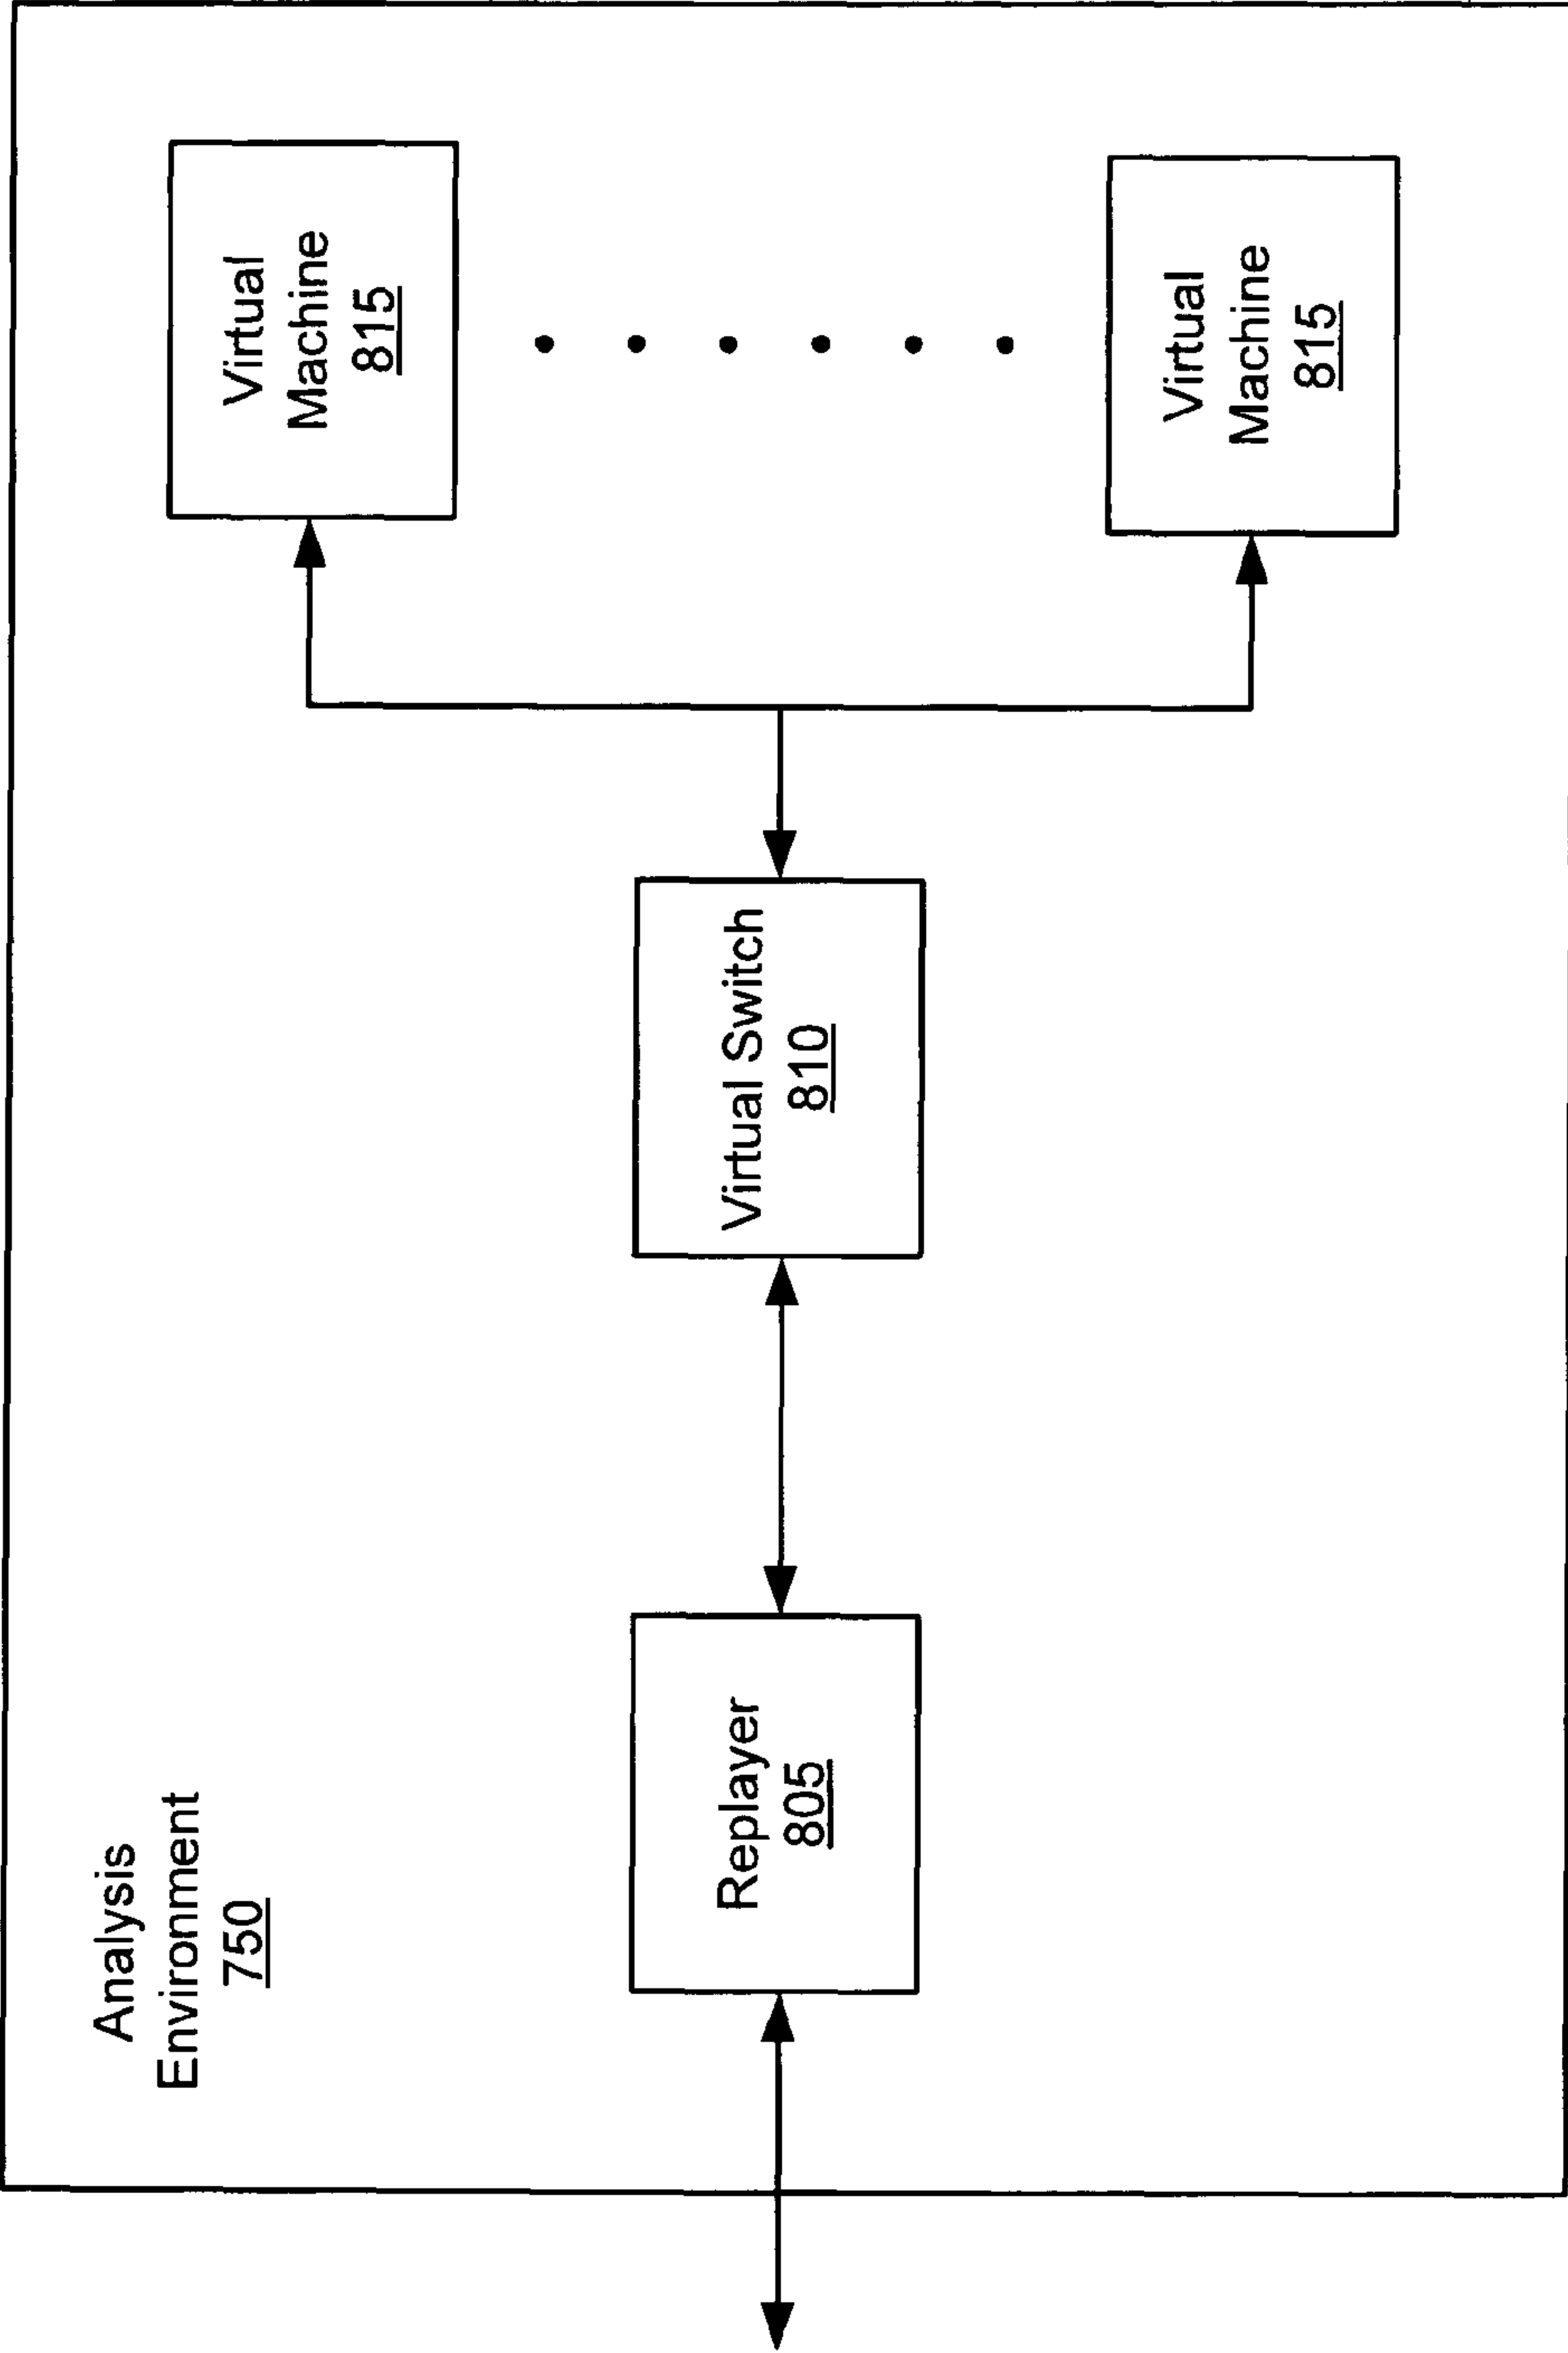 Analysis
Environment
750
Replayer
805
Virtual Switch
810
Virtual
Machine
815
Virtual
Machine
815